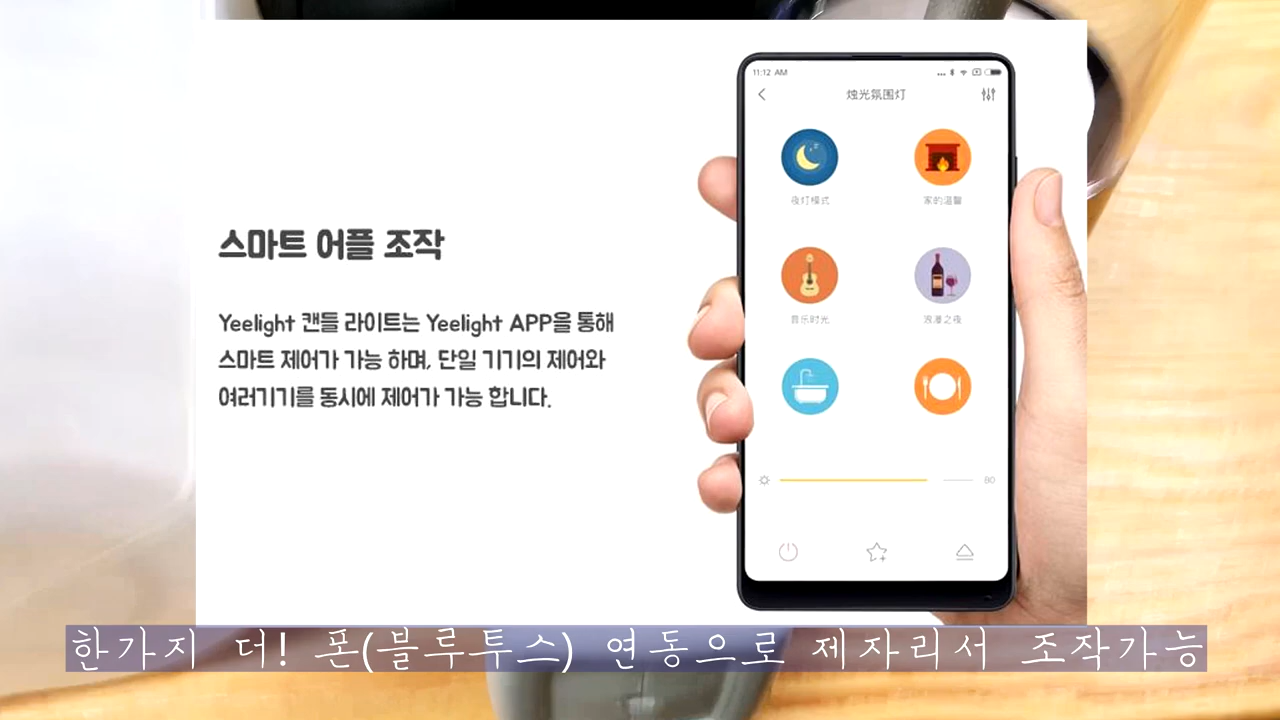 11:12 AM
烛光氛围灯
夜灯模式
家的温馨
音乐时光
浪漫之夜
80
스마트 어플 조작
Yeelight 캔들 라이트는 Yeelight APP을 통해
스마트 제어가 가능 하며, 단일 기기의 제어와
여러기기를 동시에 제어가 가능 합니다.
한가지 더! 폰(블루투스) 연동으로 제자리서 조작가능